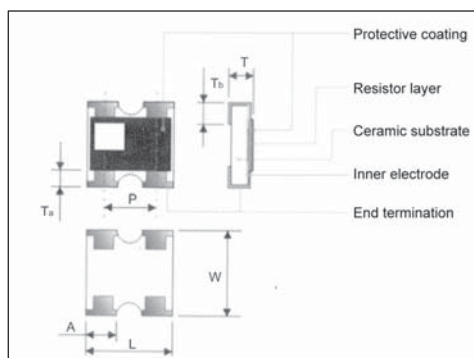 Protective coating
T
Tb
Resistor layer
Ceramic substrate
Inner electrode
P
Ta
End termination
W
A
L